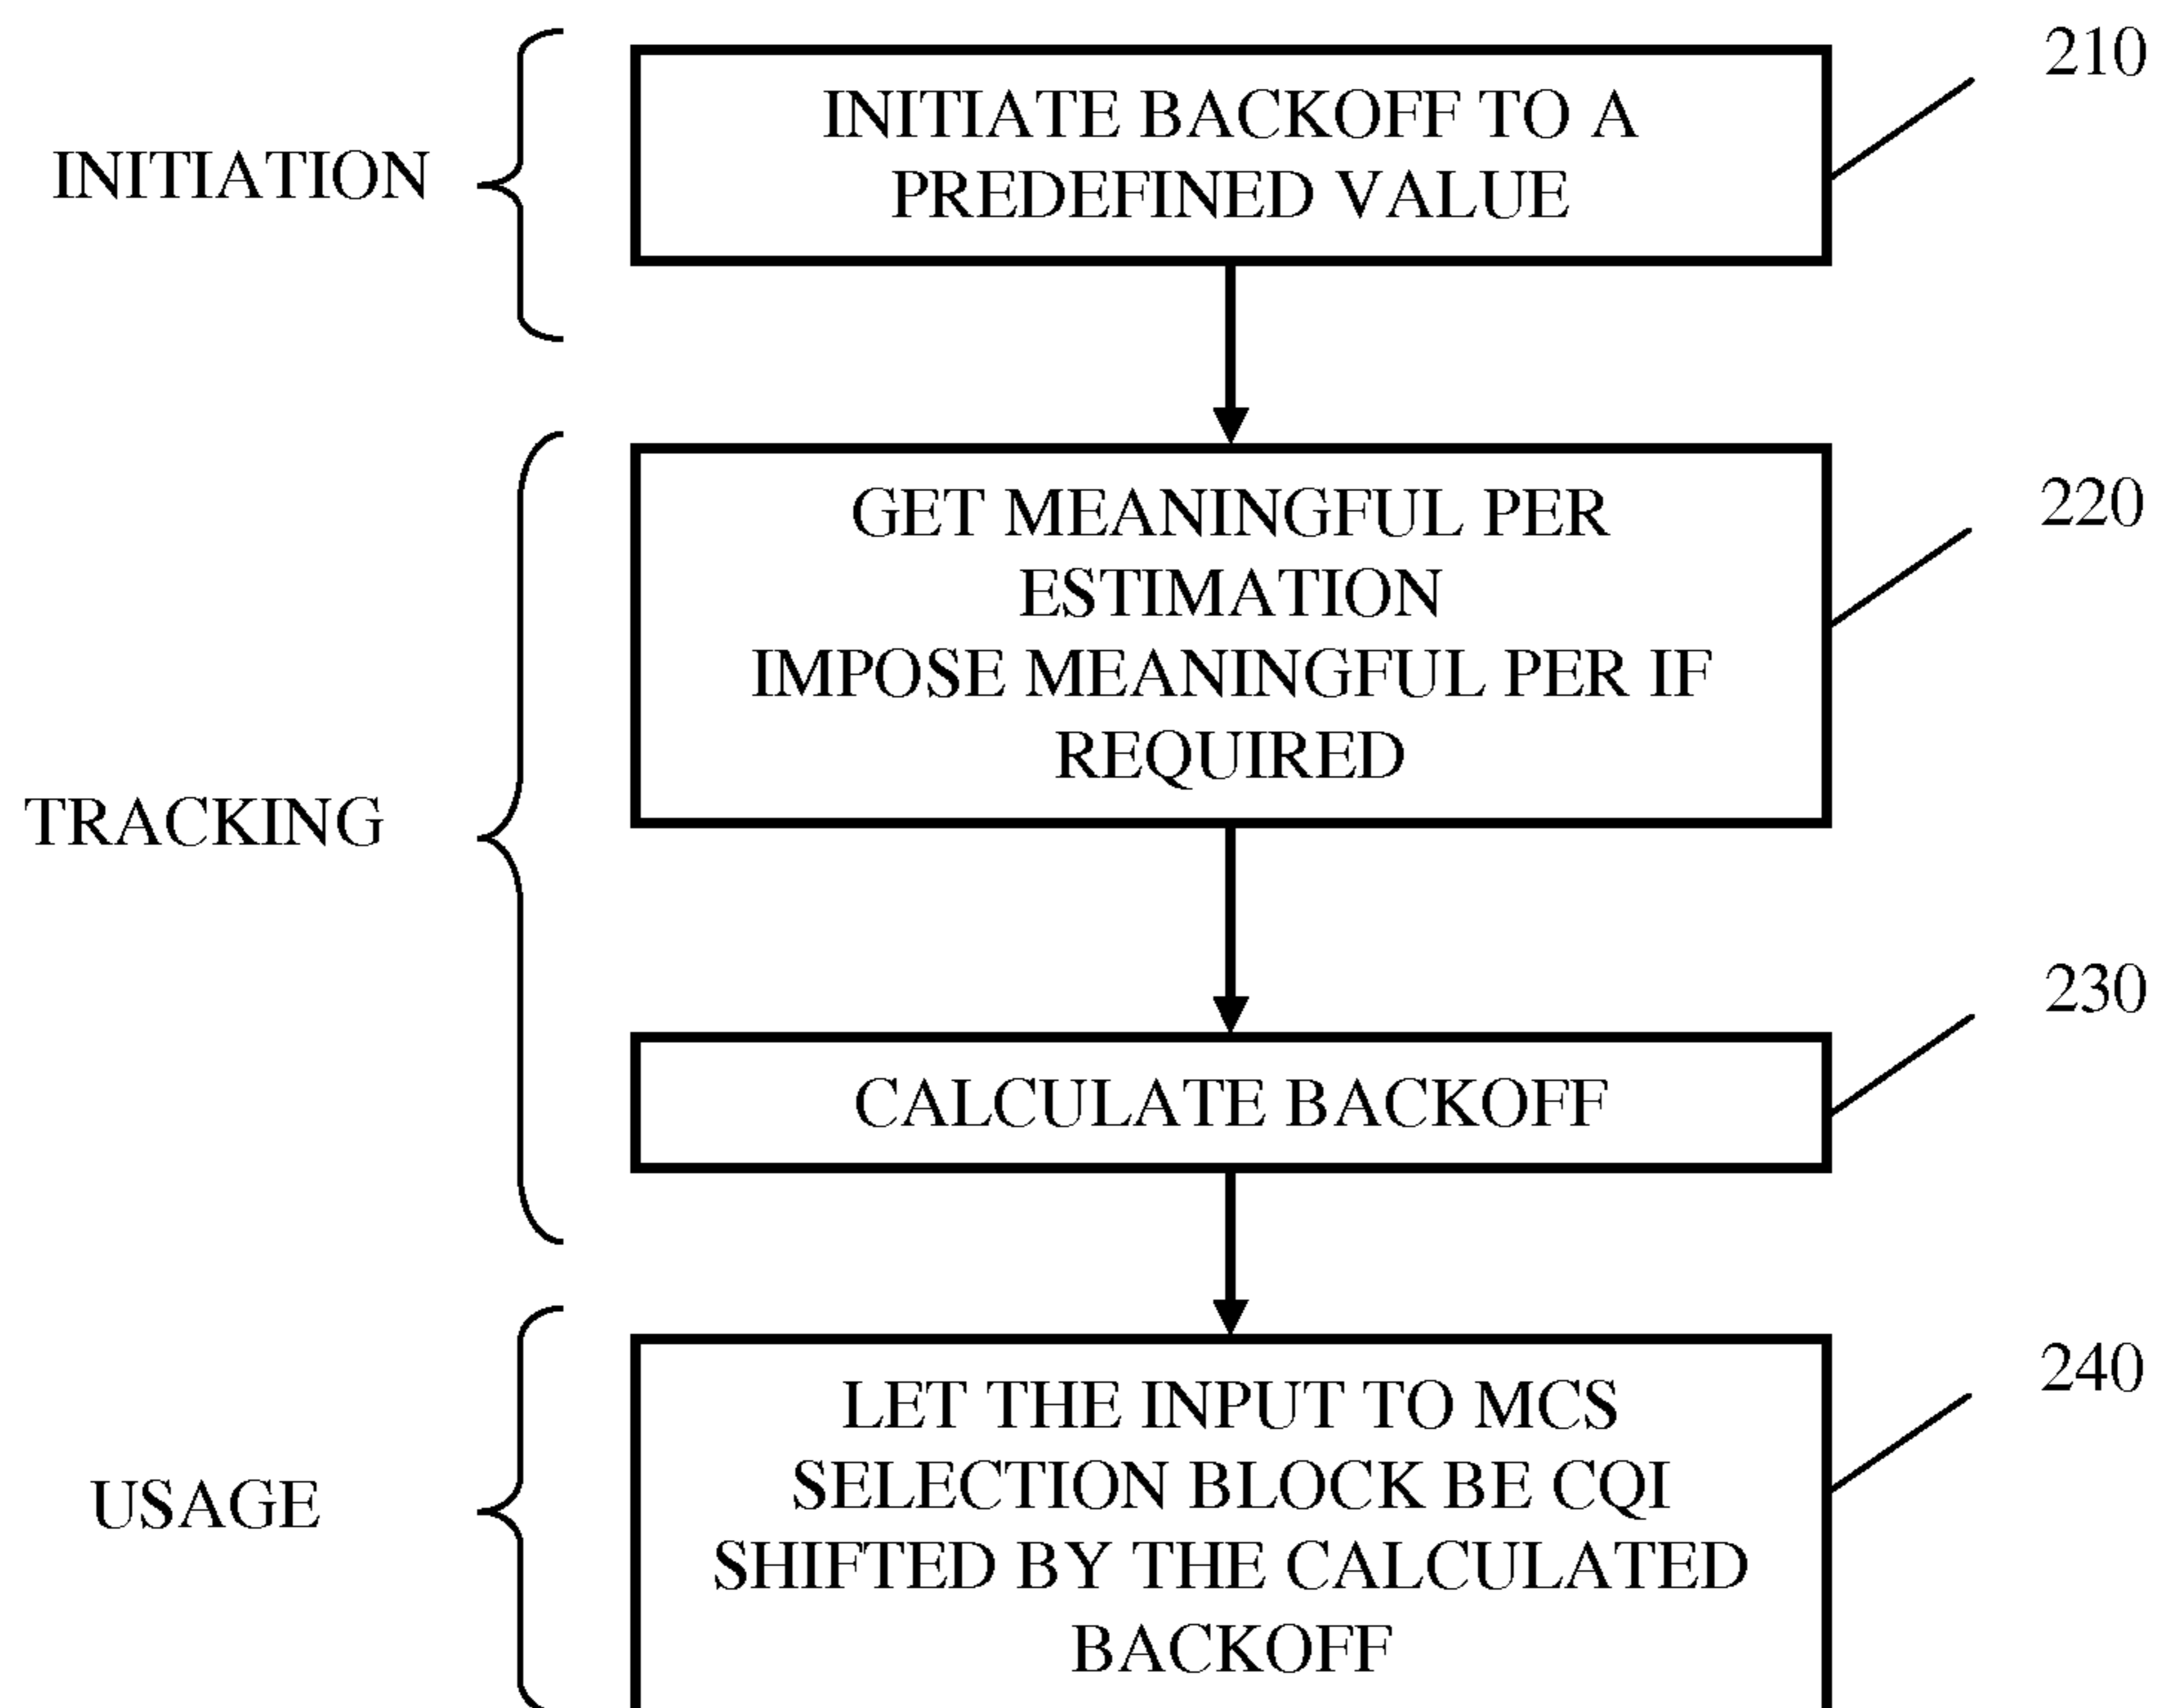 210
INITIATE BACKOFF TO A
PREDEFINED VALUE
INITIATION
220
GET MEANINGFUL PER
ESTIMATION
IMPOSE MEANINGFUL PER IF
REQUIRED
TRACKING
230
CALCULATE BACKOFF
240
LET THE INPUT TO MCS
SELECTION BLOCK BE CQI
SHIFTED BY THE CALCULATED
BACKOFF
USAGE